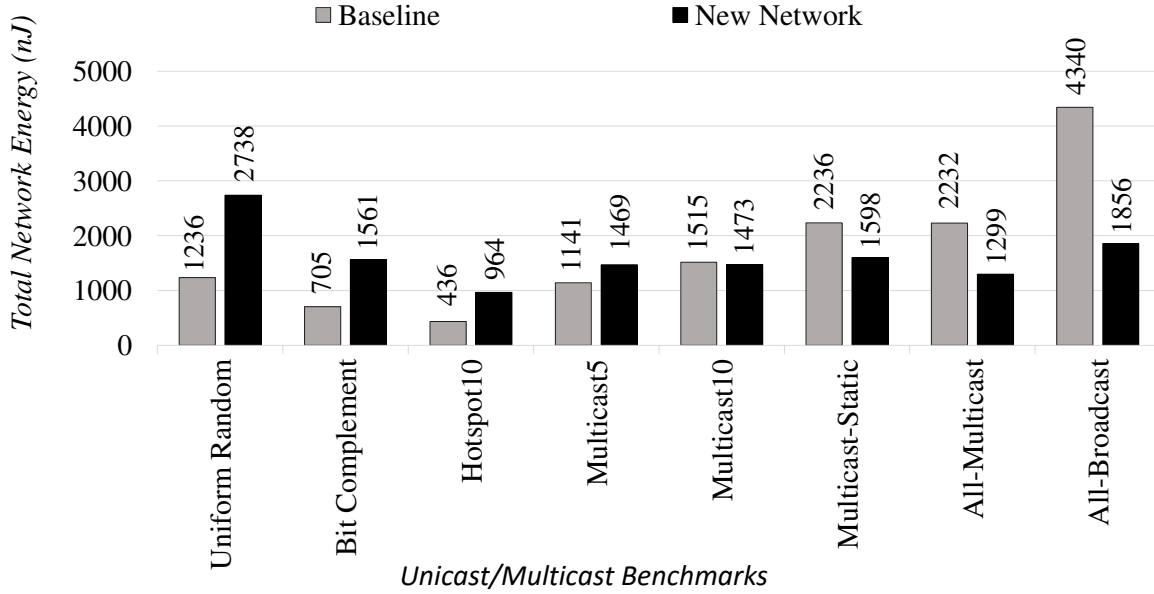 Baseline New Network
Total Network Energy (nJ)
5000
4000
3000
2000
1000
0
1236 2738
705 1561
436 964
1141 1469
1515 1473
2236 1598
2232 1299
4340 1856
Uniform Random
Bit Complement
Hotspot10
Multicast5
Multicast10
Multicast-Static
All-Multicast
All-Broadcast
Unicast/Multicast Benchmarks